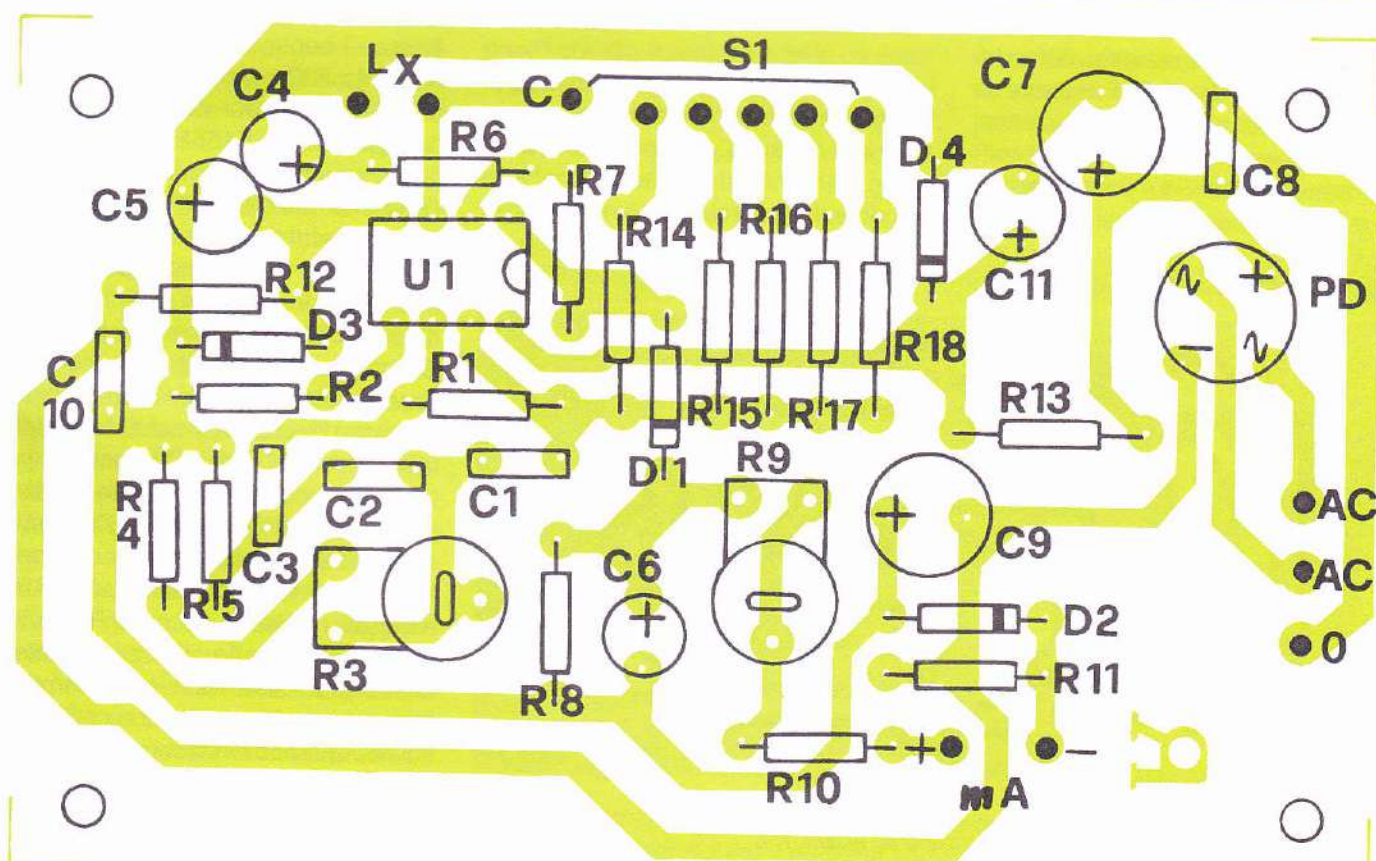 S1
Lx
C7
C4
C
R6
D4
R7
C8
C5
R14
R16
U1
C11
R12
PD
D3
R18
C
10
R1
R2
R15
R17
R13
D1
R9
R
4
C2
C1
AC
C3
C9
R5
C6
AC
D2
0
R3
R11
R8
+
-
R10
mA
R